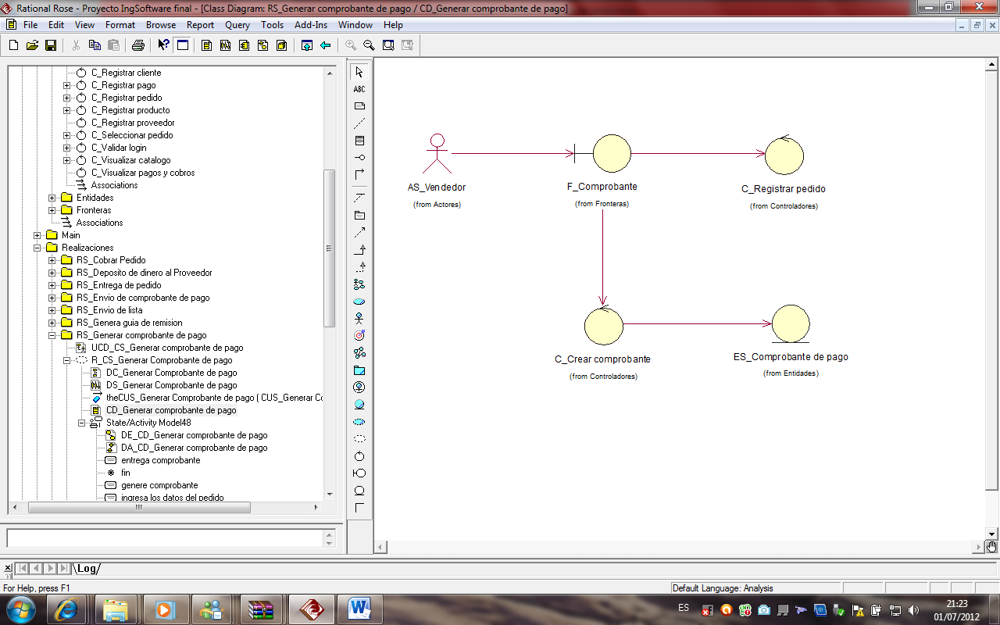 Rational Rose - Proyecto IngSoftware final - [Class Diagram: RS_Generar comprobante de pago / CD_Generar comprobante de pago]
File Edit View Format Browse Report Query Tools Add-Ins Window Help
C_Registrar cliente
C_Registrar pago
C_Registrar pedido
C_Registrar producto
C_Registrar proveedor
C_Seleccionar pedido
C_Validar login
C_Visualizar catalogo
C_Visualizar pagos y cobros
Associations
Entidades
Fronteras
Associations
Main
Realizaciones
RS_Cobrar Pedido
RS_Deposito de dinero al Proveedor
RS_Entrega de pedido
RS_Envio de comprobante de pago
RS_Envio de lista
RS_Genera guia de remision
RS_Generar comprobante de pago
UCD_CS_Generar comprobante de pago
R_CS_Generar Comprobante de pago
DC_Generar Comprobante de pago
DS_Generar Comprobante de pago
theCUS_Generar Comprobante de pago ( CUS_Generar Co
CD_Generar comprobante de pago
State/Activity Model48
DE_CD_Generar comprobante de pago
DA_CD_Generar comprobante de pago
entrega comprobante
fin
genere comprobante
ingresa los datos del pedido
ABC
AS_Vendedor
(from Actores)
F_Comprobante
(from Fronteras)
C_Registrar pedido
(from Controladores)
C_Crear comprobante
(from Controladores)
ES_Comprobante de pago
(from Entidades)
Log
For Help, press F1
Default Language: Analysis
ES
21:23
01/07/2012